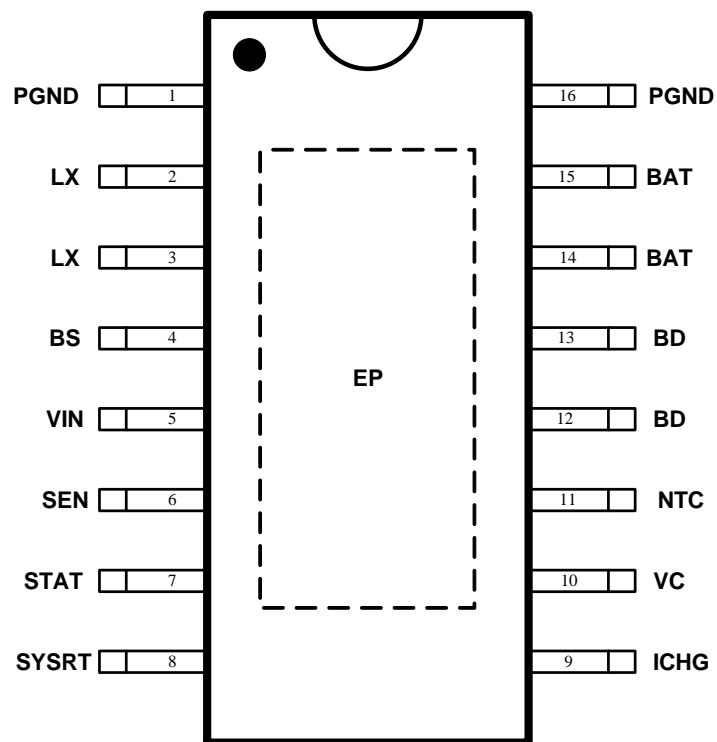 PGND 1 16 PGND
LX 2 15 BAT
LX 3 14 BAT
BS 4 13 BD
EP
VIN 5 12 BD
SEN 6 11 NTC
STAT 7 10 VC
SYSRT 8 9 ICHG